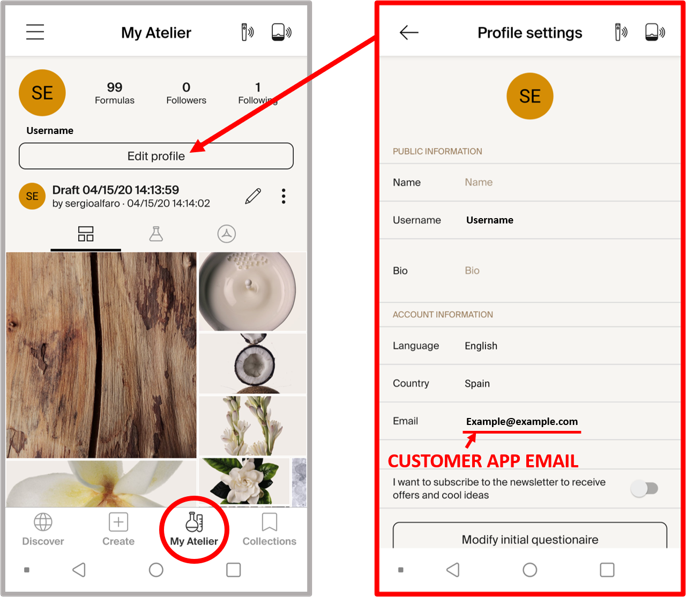 My Atelier
SE
99
0
1
Formulas
Followers
Following
Username
Edit profile
SE
Draft 04/15/20 14:13:59
by sergioalfaro · 04/15/20 14:14:02
Discover
Create
My Atelier
Collections
Profile settings
SE
PUBLIC INFORMATION
Name Name
Username Username
Bio Bio
ACCOUNT INFORMATION
Language English
Country Spain
Email Example@example.com
CUSTOMER APP EMAIL
I want to subscribe to the newsletter to receive
offers and cool ideas
Modify initial questionaire